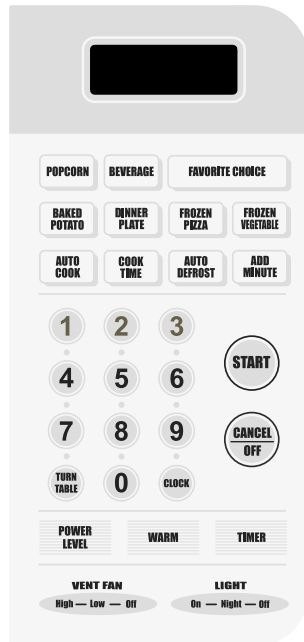 POPCORN BEVERAGE FAVORITE CHOICE
BAKED DINNER FROZEN FROZEN
POTATO PLATE PIZZA VEGETABLE
AUTO COOK AUTO ADD
COOK TIME DEFROST MINUTE
1 2 3
START
4 5 6
7 8 9
CANCEL
OFF
TURN
TABLE 0 CLOCK
POWER
LEVEL WARM TIMER
VENT FAN LIGHT
High — Low — Off On — Night — Off